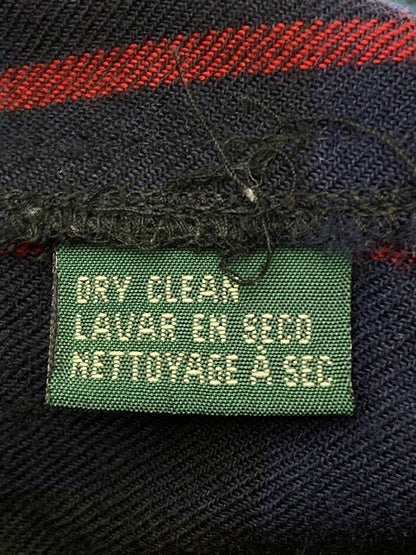 DRY CLEAN
LAVAR EN SECO
NETTOYAGE À SEC